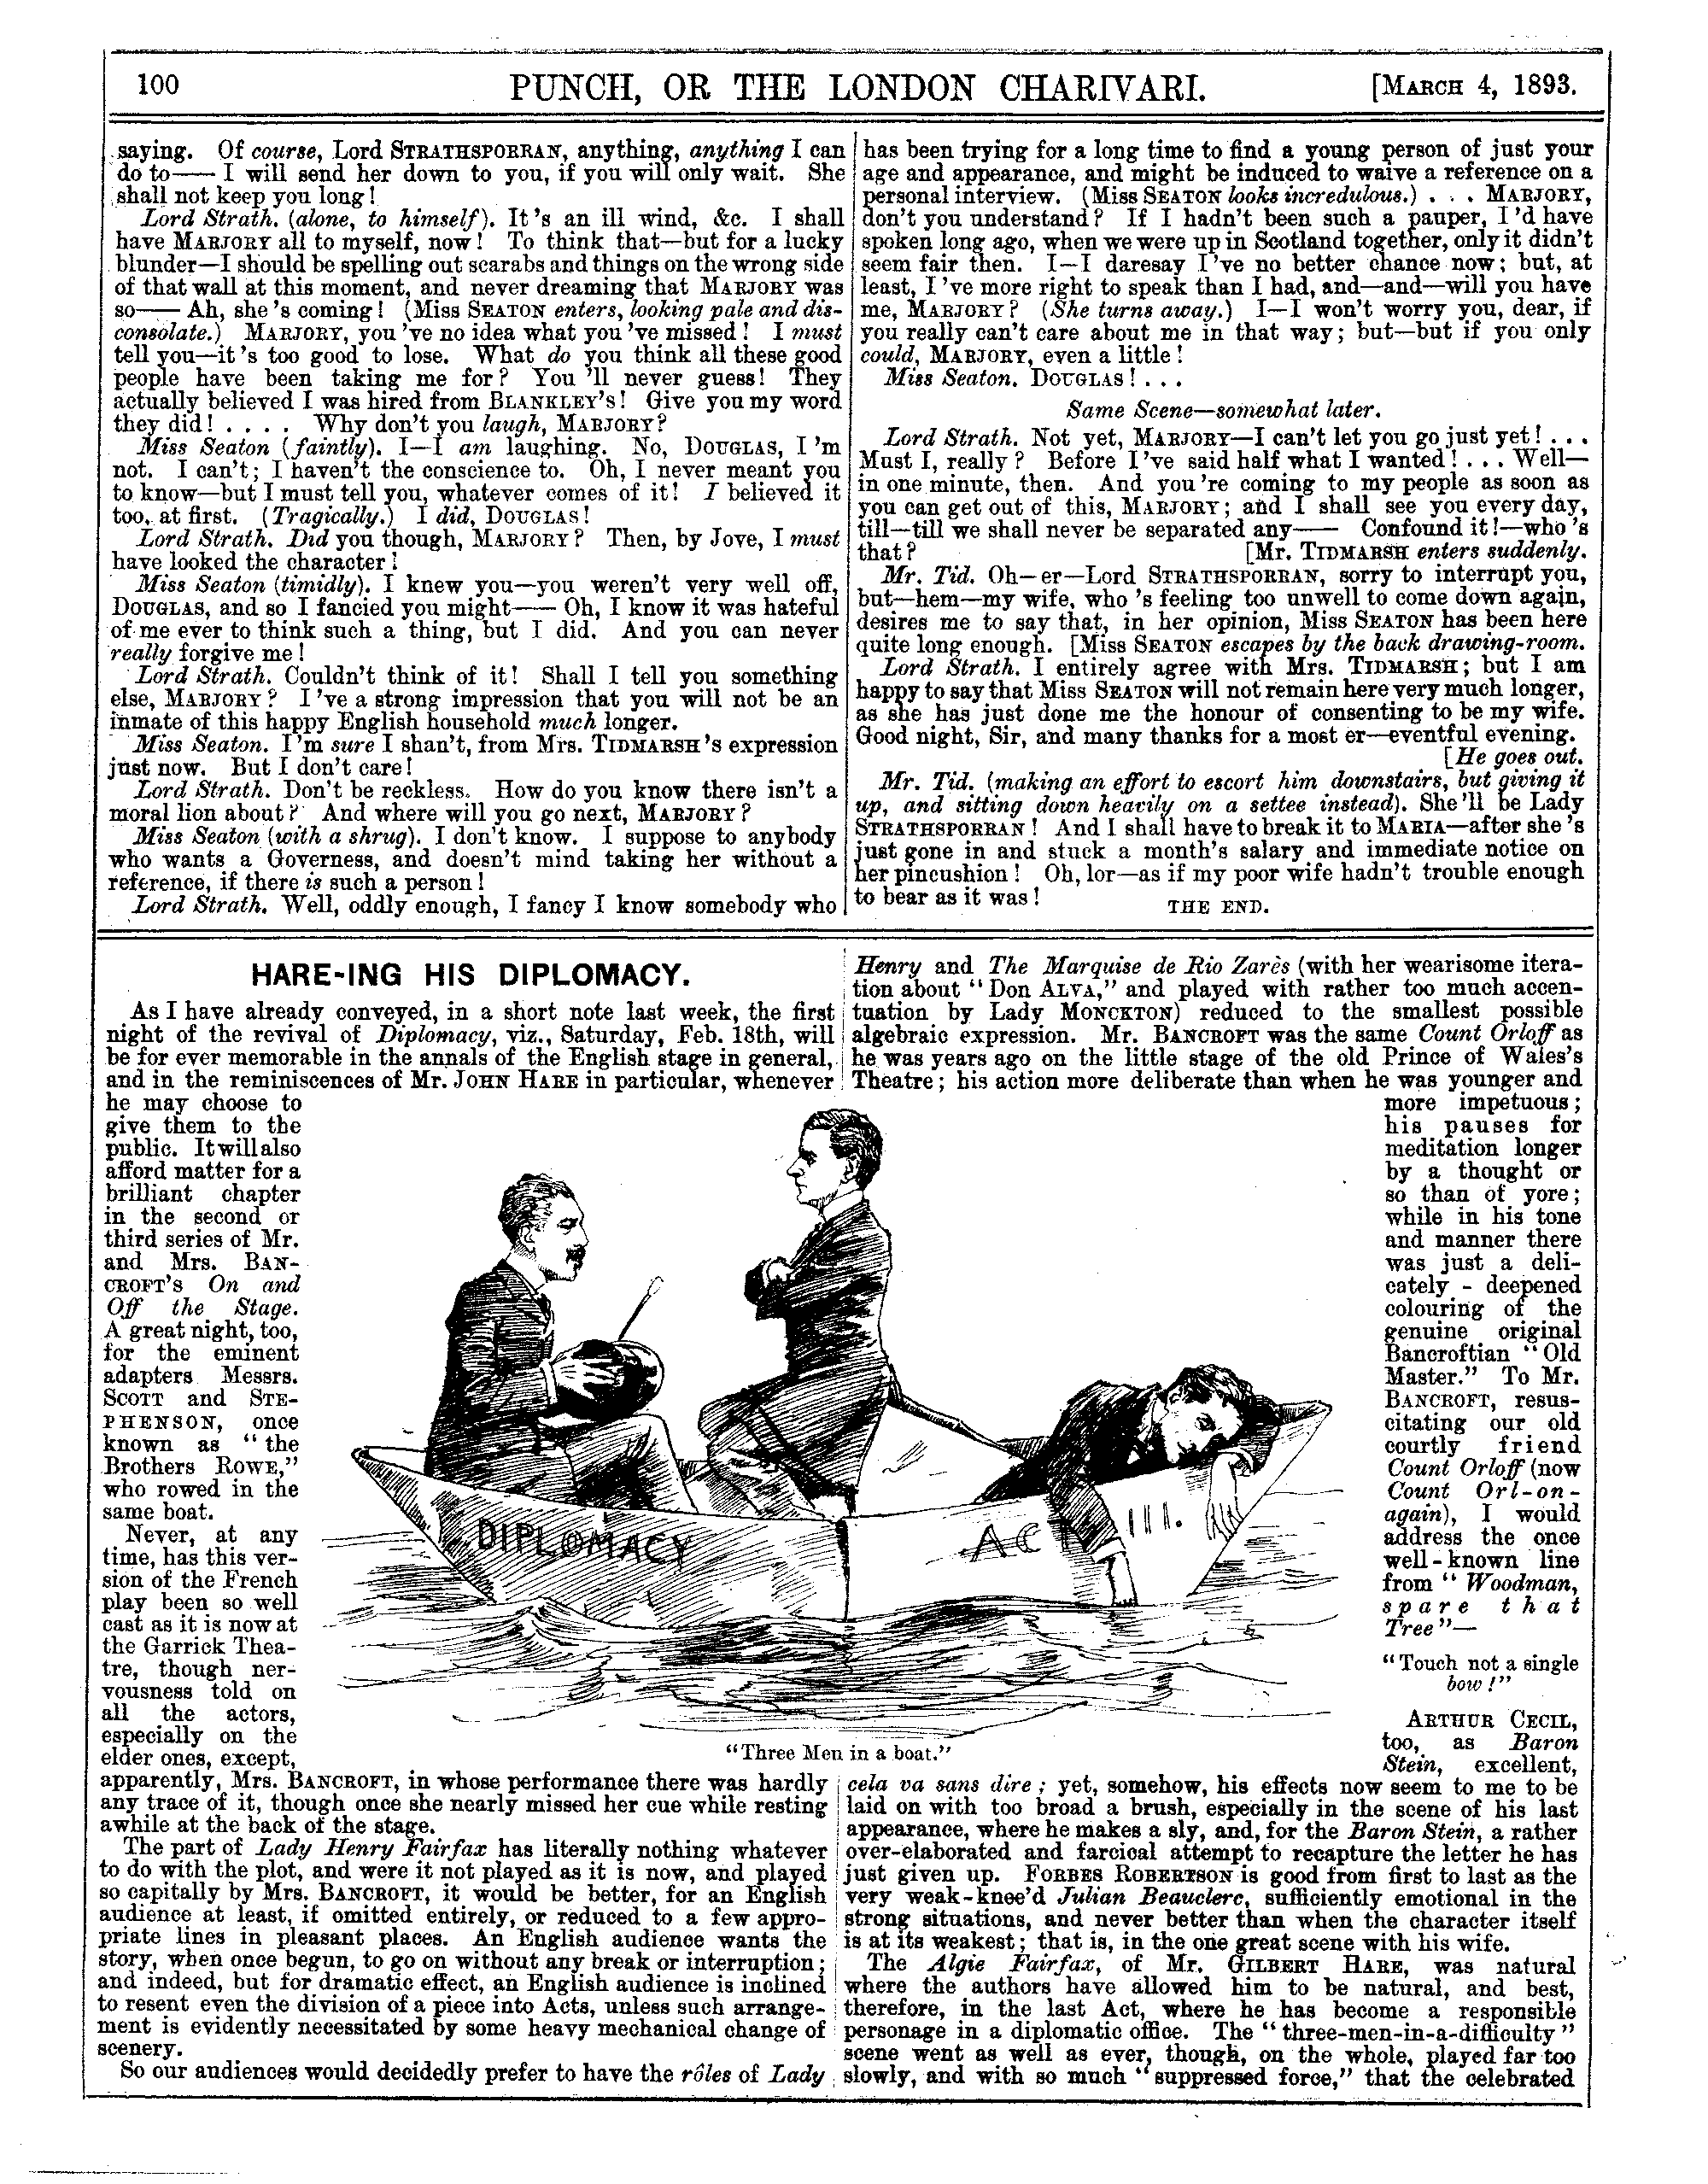 100
PUNCH, OR THE LONDON CHARIVARI.
[MARCH 4, 1893.
saying. Of course, Lord STRATHSPORRAN, anything, anything I can
do to—— I will send her down to you, if you will only wait. She
shall not keep you long!
Lord Strath. (alone, to himself). It's an ill wind, &c. I shall
have MARJORY all to myself, now! To think that—but for a lucky
blunder—I should be spelling out scarabs and things on the wrong side
of that wall at this moment, and never dreaming that MARJORY was
so—— Ah, she's coming! (Miss SEATON enters, looking pale and dis-
consolate.) MARJORY, you've no idea what you've missed! I must
tell you—it's too good to lose. What do you think all these good
people have been taking me for? You'll never guess! They
actually believed I was hired from BLANKLEY's! Give you my word
they did! . . . . Why don't you laugh, MARJORY?
Miss Seaton (faintly). I—I am laughing. No, DOUGLAS, I'm
not. I can't; I haven't the conscience to. Oh, I never meant you
to know—but I must tell you, whatever comes of it! I believed it
too, at first. (Tragically.) I did, DOUGLAS!
Lord Strath. Did you though, MARJORY? Then, by Jove, I must
have looked the character!
Miss Seaton (timidly). I knew you—you weren't very well off,
DOUGLAS, and so I fancied you might—— Oh, I know it was hateful
of me ever to think such a thing, but I did. And you can never
really forgive me!
Lord Strath. Couldn't think of it! Shall I tell you something
else, MARJORY? I've a strong impression that you will not be an
inmate of this happy English household much longer.
Miss Seaton. I'm sure I shan't, from Mrs. TIDMARSH's expression
just now. But I don't care!
Lord Strath. Don't be reckless. How do you know there isn't a
moral lion about? And where will you go next, MARJORY?
Miss Seaton (with a shrug). I don't know. I suppose to anybody
who wants a Governess, and doesn't mind taking her without a
reference, if there is such a person!
Lord Strath. Well, oddly enough, I fancy I know somebody who
has been trying for a long time to find a young person of just your
age and appearance, and might be induced to waive a reference on a
personal interview. (Miss SEATON looks incredulous.) . . . MARJORY,
don't you understand? If I hadn't been such a pauper, I'd have
spoken long ago, when we were up in Scotland together, only it didn't
seem fair then. I—I daresay I've no better chance now; but, at
least, I've more right to speak than I had, and—and—will you have
me, MARJORY? (She turns away.) I—I won't worry you, dear, if
you really can't care about me in that way; but—but if you only
could, MARJORY, even a little!
Miss Seaton. DOUGLAS! . . .
Same Scene—somewhat later.
Lord Strath. Not yet, MARJORY—I can't let you go just yet! . . .
Must I, really? Before I've said half what I wanted! . . . Well—
in one minute, then. And you're coming to my people as soon as
you can get out of this, MARJORY; and I shall see you every day,
till—till we shall never be separated any—— Confound it!—who's
that? [Mr. TIDMARSH enters suddenly.
Mr. Tid. Oh—er—Lord STRATHSPORRAN, sorry to interrupt you,
but—hem—my wife, who's feeling too unwell to come down again,
desires me to say that, in her opinion, Miss SEATON has been here
quite long enough. [Miss SEATON escapes by the back drawing-room.
Lord Strath. I entirely agree with Mrs. TIDMARSH; but I am
happy to say that Miss SEATON will not remain here very much longer,
as she has just done me the honour of consenting to be my wife.
Good night, Sir, and many thanks for a most er—eventful evening.
[He goes out.
Mr. Tid. (making an effort to escort him downstairs, but giving it
up, and sitting down heavily on a settee instead). She'll be Lady
STRATHSPORRAN! And I shall have to break it to MARIA—after she's
just gone in and stuck a month's salary and immediate notice on
her pincushion! Oh, lor—as if my poor wife hadn't trouble enough
to bear as it was!
THE END.
HARE-ING HIS DIPLOMACY.
As I have already conveyed, in a short note last week, the first
night of the revival of Diplomacy, viz., Saturday, Feb. 18th, will
be for ever memorable in the annals of the English stage in general,
and in the reminiscences of Mr. JOHN HARE in particular, whenever
he may choose to
give them to the
public. It will also
afford matter for a
brilliant chapter
in the second or
third series of Mr.
and Mrs. BAN-
CROFT's On and
Off the Stage.
A great night, too,
for the eminent
adapters Messrs.
SCOTT and STE-
PHENSON, once
known as "the
Brothers ROWE,"
who rowed in the
same boat.
Never, at any
time, has this ver-
sion of the French
play been so well
cast as it is now at
the Garrick Thea-
tre, though ner-
vousness told on
all the actors,
especially on the
elder ones, except,
apparently, Mrs. BANCROFT, in whose performance there was hardly
any trace of it, though once she nearly missed her cue while resting
awhile at the back of the stage.
The part of Lady Henry Fairfax has literally nothing whatever
to do with the plot, and were it not played as it is now, and played
so capitally by Mrs. BANCROFT, it would be better, for an English
audience at least, if omitted entirely, or reduced to a few appro-
priate lines in pleasant places. An English audience wants the
story, when once begun, to go on without any break or interruption;
and indeed, but for dramatic effect, an English audience is inclined
to resent even the division of a piece into Acts, unless such arrange-
ment is evidently necessitated by some heavy mechanical change of
scenery.
So our audiences would decidedly prefer to have the rôles of Lady
DIPLOMACY
ACT III.
"Three Men in a boat."
Henry and The Marquise de Rio Zarès (with her wearisome itera-
tion about "Don ALVA," and played with rather too much accen-
tuation by Lady MONCKTON) reduced to the smallest possible
algebraic expression. Mr. BANCROFT was the same Count Orloff as
he was years ago on the little stage of the old Prince of Wales's
Theatre; his action more deliberate than when he was younger and
more impetuous;
his pauses for
meditation longer
by a thought or
so than of yore;
while in his tone
and manner there
was just a deli-
cately - deepened
colouring of the
genuine original
Bancroftian "Old
Master." To Mr.
BANCROFT, resus-
citating our old
courtly friend
Count Orloff (now
Count Orl-on-
again), I would
address the once
well-known line
from "Woodman,
spare that
Tree"—
"Touch not a single
bow!"
ARTHUR CECIL,
too, as Baron
Stein, excellent,
cela va sans dire; yet, somehow, his effects now seem to me to be
laid on with too broad a brush, especially in the scene of his last
appearance, where he makes a sly, and, for the Baron Stein, a rather
over-elaborated and farcical attempt to recapture the letter he has
just given up. FORBES ROBERTSON is good from first to last as the
very weak-knee'd Julian Beauclerc, sufficiently emotional in the
strong situations, and never better than when the character itself
is at its weakest; that is, in the one great scene with his wife.
The Algie Fairfax, of Mr. GILBERT HARE, was natural
where the authors have allowed him to be natural, and best,
therefore, in the last Act, where he has become a responsible
personage in a diplomatic office. The "three-men-in-a-difficulty"
scene went as well as ever, though, on the whole, played far too
slowly, and with so much "suppressed force," that the celebrated